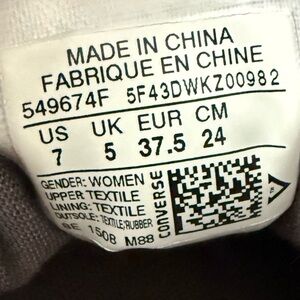 MADE IN CHINA
FABRIQUE EN CHINE
549674F 5F43DWKZ00982
US UK EUR CM
7 5 37.5 24
GENDER: WOMEN
UPPER: TEXTILE
LINING: TEXTILE
OUTSOLE: TEXTILE/RUBBER
1508 M88
CONVERSE